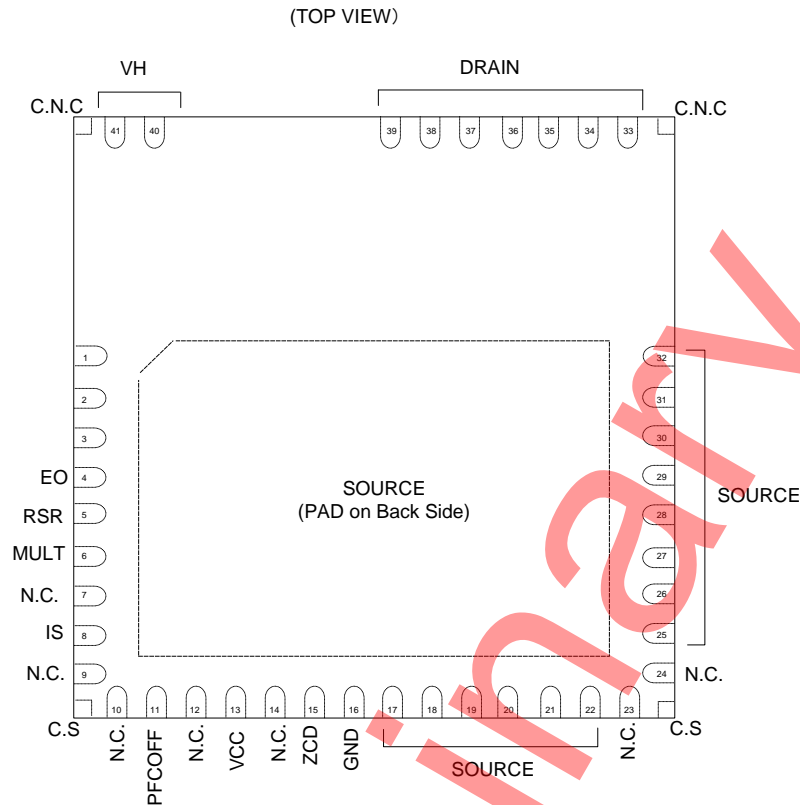 (TOP VIEW)
VH
DRAIN
C.N.C
C.N.C
41
40
39
38
37
36
35
34
33
1
32
2
31
3
30
EO
4
29
SOURCE
(PAD on Back Side)
SOURCE
RSR
5
28
MULT
6
27
N.C.
7
26
IS
8
25
N.C.
9
24
N.C.
10
11
12
13
14
15
16
17
18
19
20
21
22
23
C.S
C.S
N.C.
PFCOFF
N.C.
VCC
N.C.
ZCD
GND
SOURCE
N.C.
inary